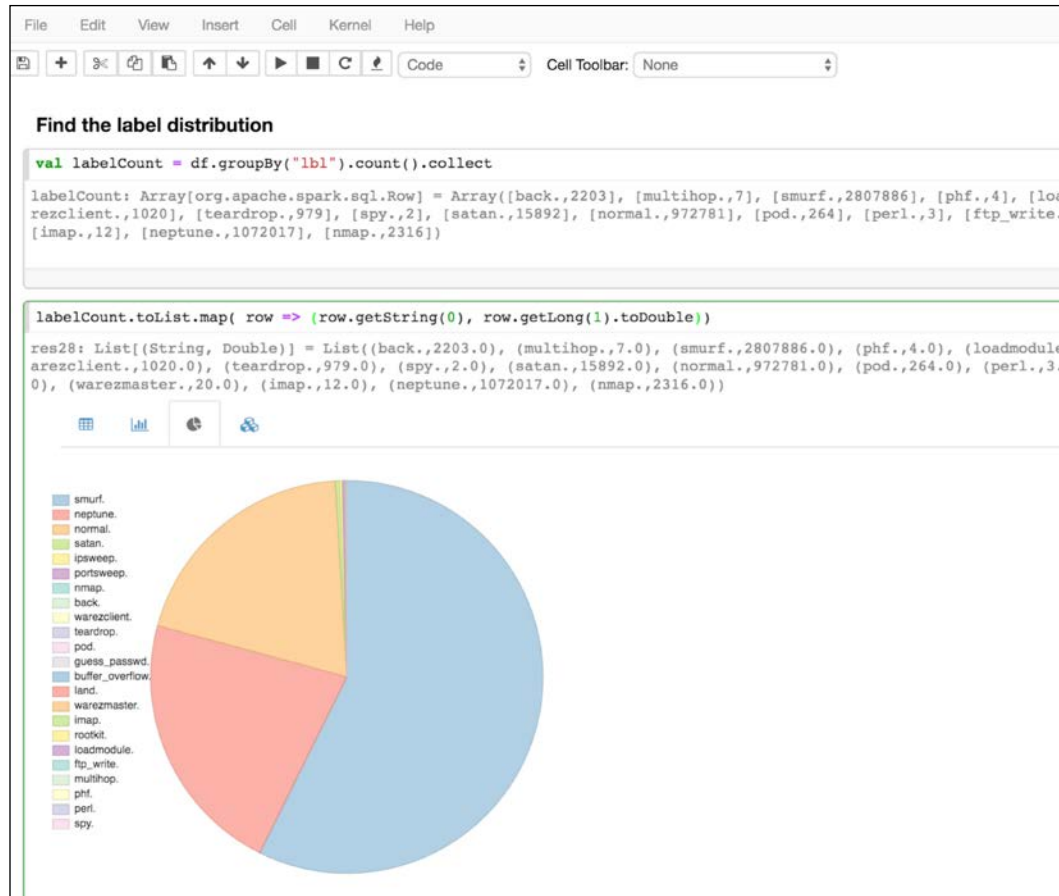 File Edit View Insert Cell Kernel Help
Code Cell Toolbar: None
Find the label distribution
val labelCount = df.groupBy("lbl").count().collect
labelCount: Array[org.apache.spark.sql.Row] = Array([back.,2203], [multihop.,7], [smurf.,2807886], [phf.,4], [loa
rezclient.,1020], [teardrop.,979], [spy.,2], [satan.,15892], [normal.,972781], [pod.,264], [perl.,3], [ftp_write.
[imap.,12], [neptune.,1072017], [nmap.,2316])
labelCount.toList.map( row => (row.getString(0), row.getLong(1).toDouble))
res28: List[(String, Double)] = List((back.,2203.0), (multihop.,7.0), (smurf.,2807886.0), (phf.,4.0), (loadmodule
arezclient.,1020.0), (teardrop.,979.0), (spy.,2.0), (satan.,15892.0), (normal.,972781.0), (pod.,264.0), (perl.,3.
0), (warezmaster.,20.0), (imap.,12.0), (neptune.,1072017.0), (nmap.,2316.0))
smurf.
neptune.
normal.
satan.
ipsweep.
portsweep.
nmap.
back.
warezclient.
teardrop.
pod.
guess_passwd.
buffer_overflow.
land.
warezmaster.
imap.
rootkit.
loadmodule.
ftp_write.
multihop.
phf.
perl.
spy.